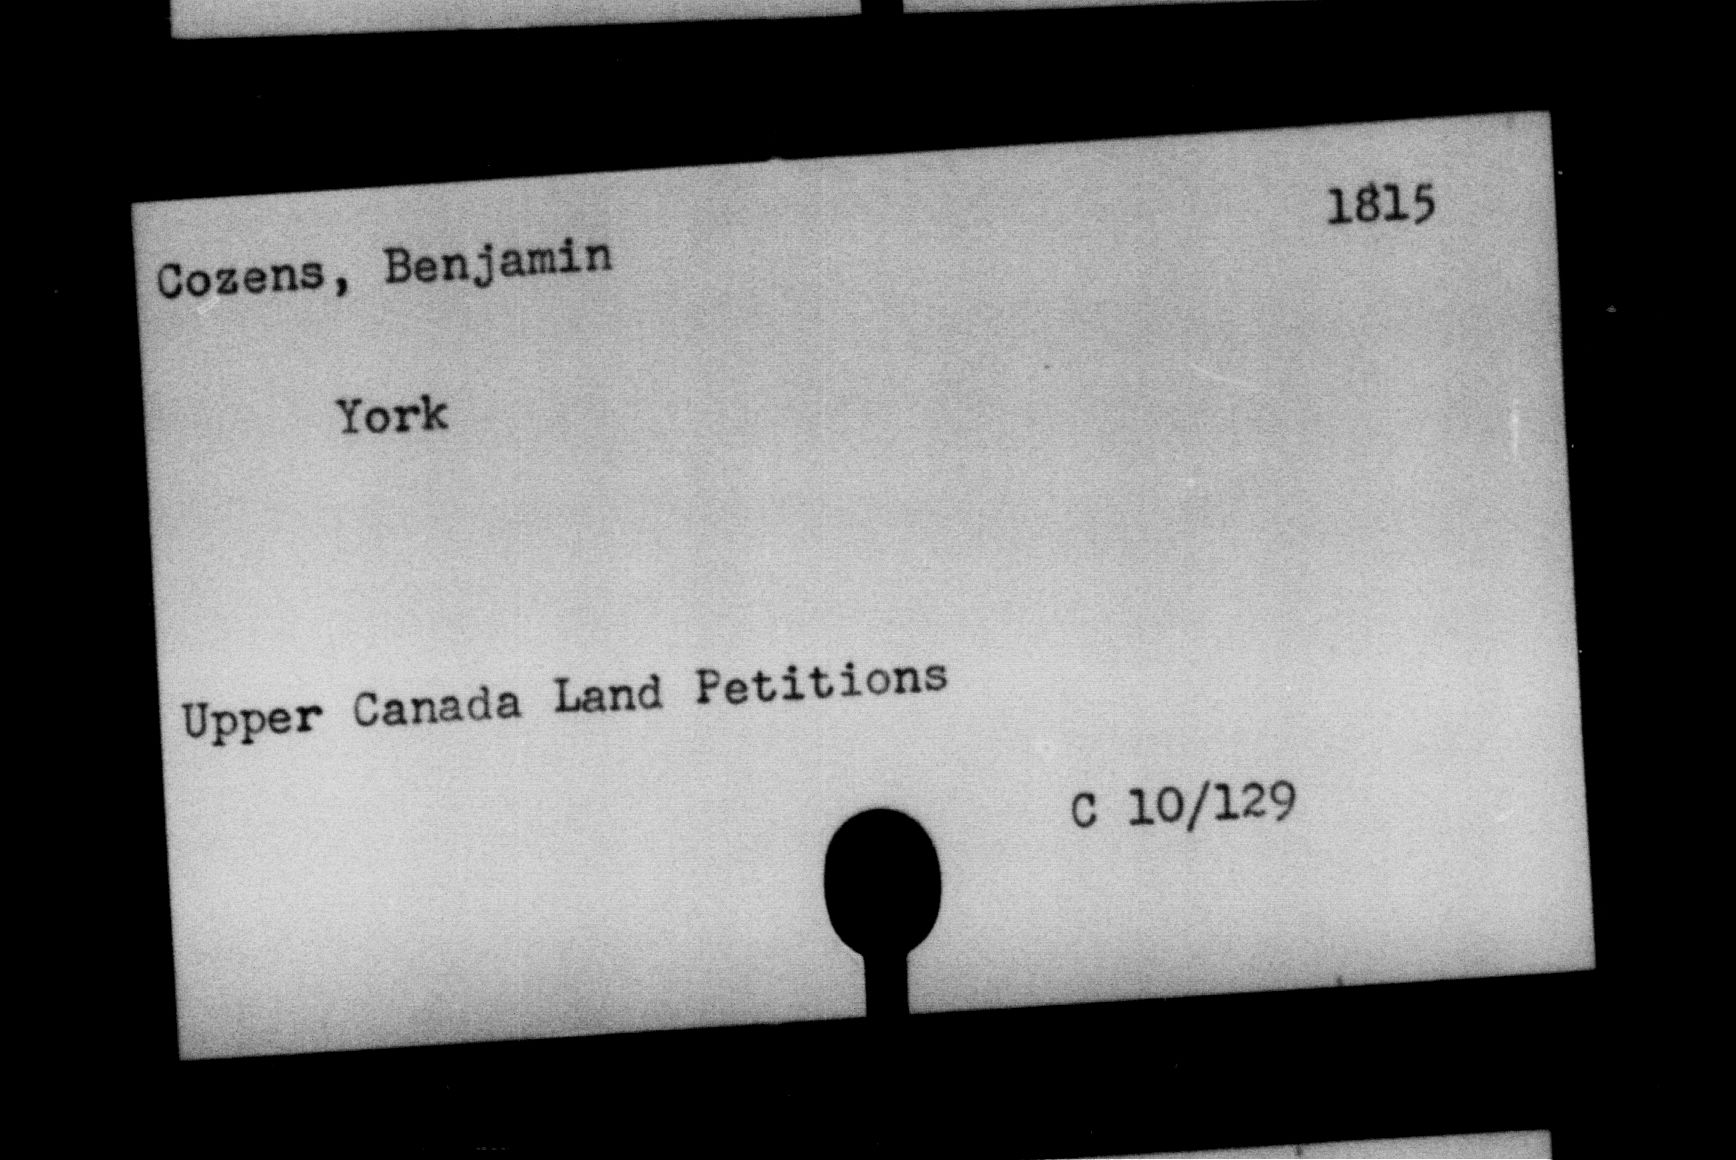 1815
Cozens, Benjamin
York
Upper Canada Land Petitions
C 10/129